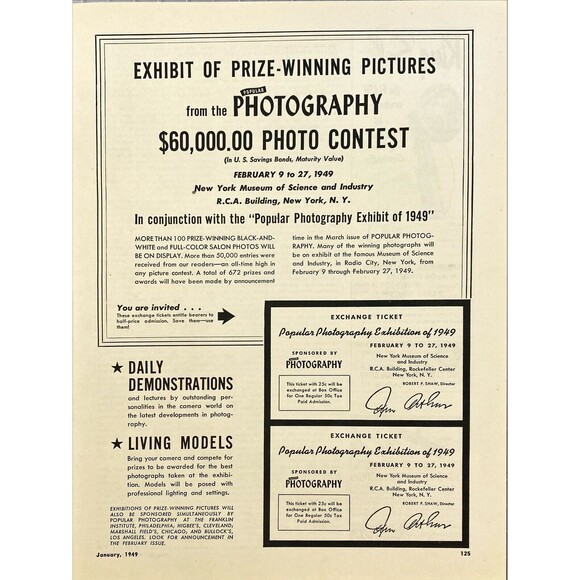 EXHIBIT OF PRIZE-WINNING PICTURES
from the POPULAR PHOTOGRAPHY
$60,000.00 PHOTO CONTEST
(In U. S. Savings Bonds, Maturity Value)
FEBRUARY 9 to 27, 1949
New York Museum of Science and Industry
R.C.A. Building, New York, N. Y.
In conjunction with the "Popular Photography Exhibit of 1949"
MORE THAN 100 PRIZE-WINNING BLACK-AND-
WHITE and FULL-COLOR SALON PHOTOS WILL
BE ON DISPLAY. More than 50,000 entries were
received from our readers—an all-time high in
any picture contest. A total of 672 prizes and
awards will have been made by announcement
time in the March issue of POPULAR PHOTOG-
RAPHY. Many of the winning photographs will
be on exhibit at the famous Museum of Science
and Industry, in Radio City, New York, from
February 9 through February 27, 1949.
You are invited . . .
These exchange tickets entitle bearers to
half-price admission. Save them—use
them!
★ DAILY
DEMONSTRATIONS
and lectures by outstanding per-
sonalities in the camera world on
the latest developments in photog-
raphy.
★ LIVING MODELS
Bring your camera and compete for
prizes to be awarded for the best
photographs taken at the exhibi-
tion. Models will be posed with
professional lighting and settings.
EXHIBITIONS OF PRIZE-WINNING PICTURES WILL
ALSO BE SPONSORED SIMULTANEOUSLY BY
POPULAR PHOTOGRAPHY AT THE FRANKLIN
INSTITUTE, PHILADELPHIA, HIGBEE'S, CLEVELAND;
MARSHALL FIELD'S, CHICAGO, AND BULLOCK'S,
LOS ANGELES. LOOK FOR ANNOUNCEMENT IN
THE FEBRUARY ISSUE.
EXCHANGE TICKET
Popular Photography Exhibition of 1949
FEBRUARY 9 TO 27, 1949
SPONSORED BY
POPULAR PHOTOGRAPHY
This ticket with 25c will be
exchanged at Box Office
for One Regular 50c Tax
Paid Admission.
New York Museum of Science
and Industry
R.C.A. Building, Rockefeller Center
New York, N. Y.
ROBERT P. SHAW, Director
EXCHANGE TICKET
Popular Photography Exhibition of 1949
FEBRUARY 9 TO 27, 1949
SPONSORED BY
POPULAR PHOTOGRAPHY
This ticket with 25c will be
exchanged at Box Office
for One Regular 50c Tax
Paid Admission.
New York Museum of Science
and Industry
R.C.A. Building, Rockefeller Center
New York, N. Y.
ROBERT P. SHAW, Director
January, 1949
125